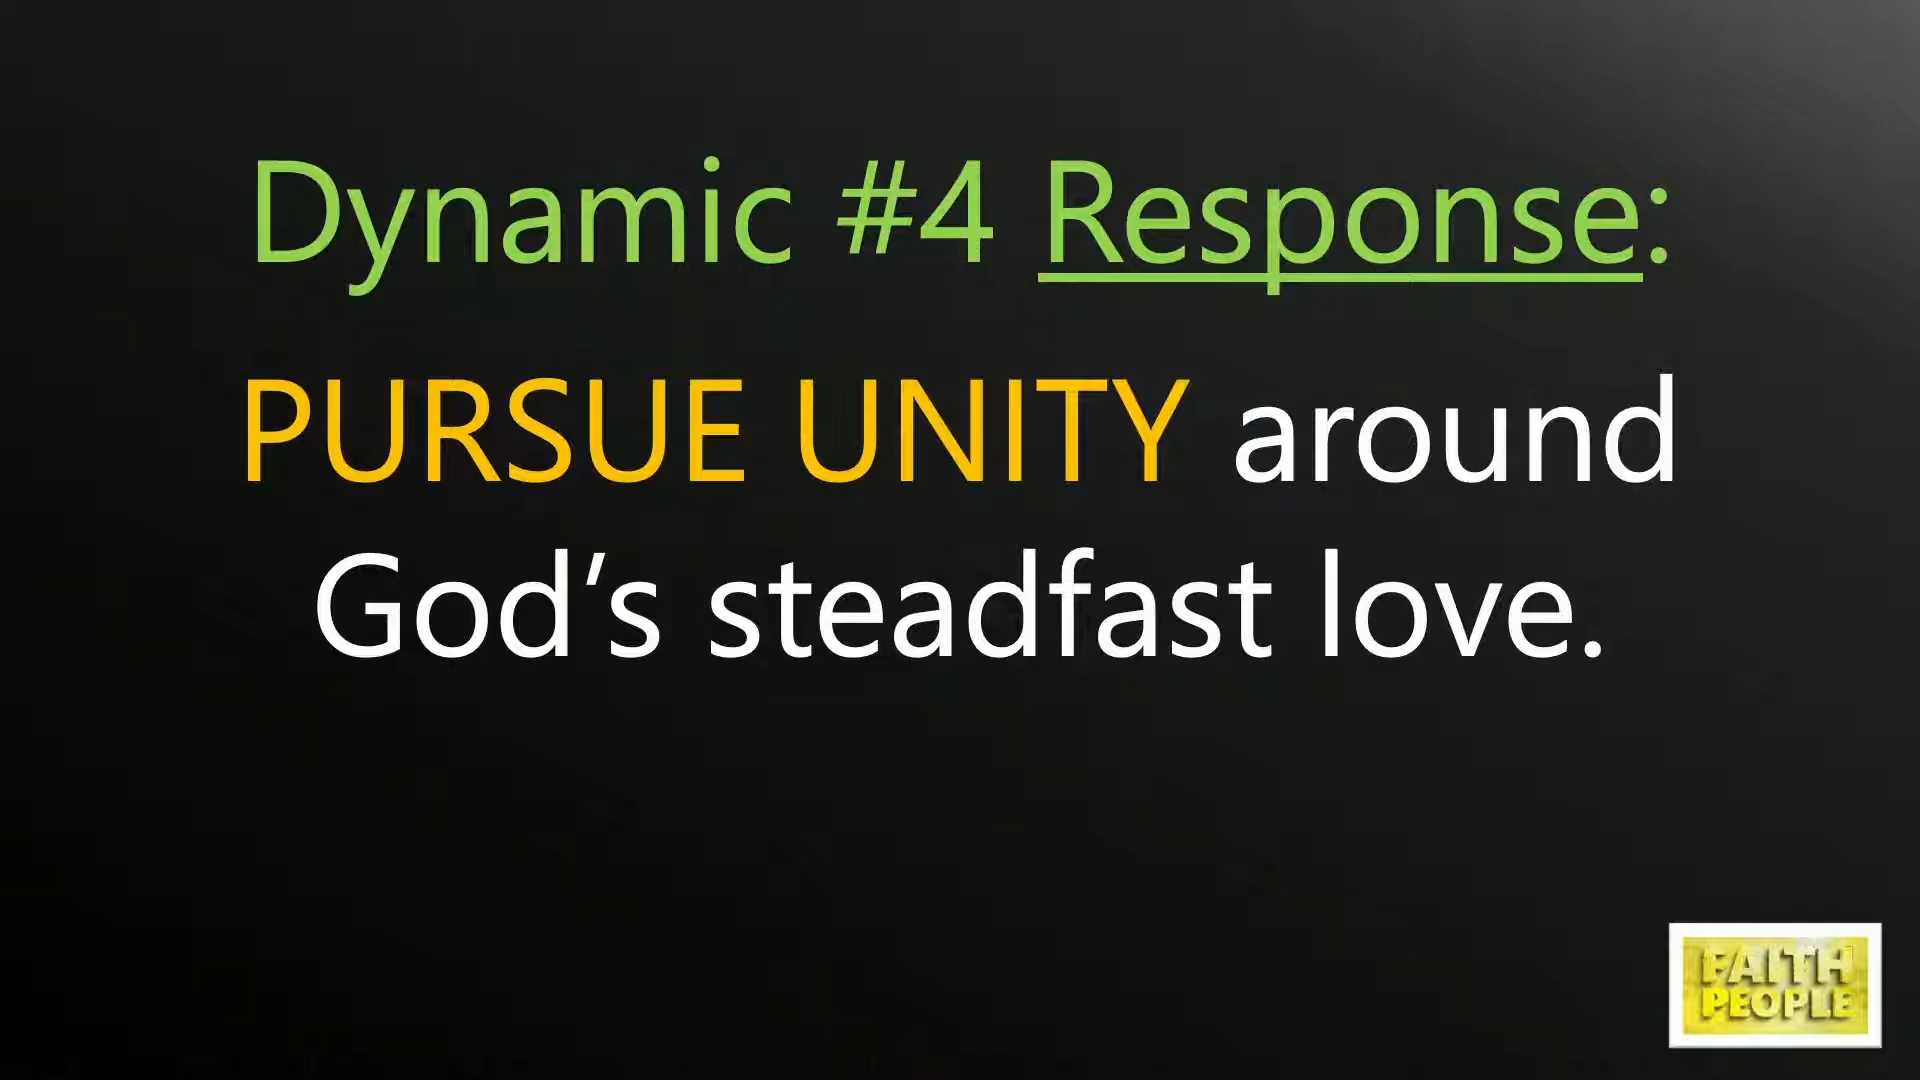 Dynamic #4 Response:
PURSUE UNITY around
God’s steadfast love.
FAITH
PEOPLE